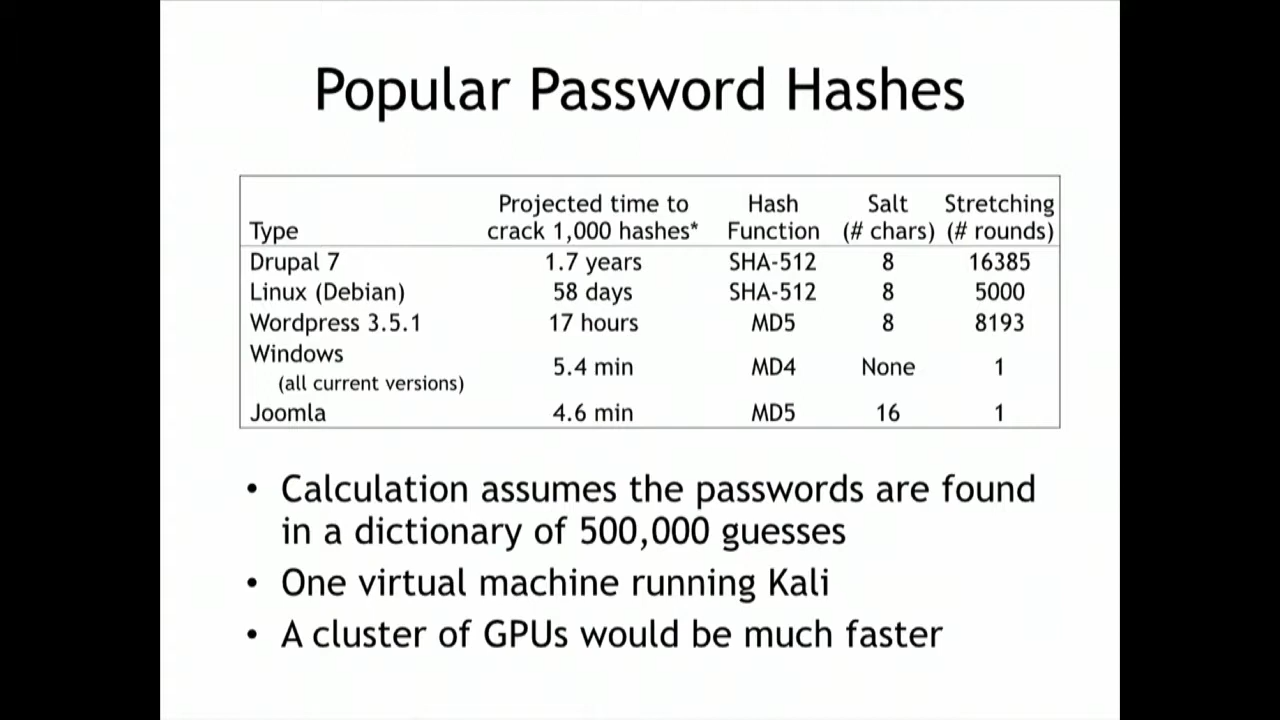 Popular Password Hashes
Type Projected time to crack 1,000 hashes* Hash Function Salt (# chars) Stretching (# rounds)
Drupal 7 1.7 years SHA-512 8 16385
Linux (Debian) 58 days SHA-512 8 5000
Wordpress 3.5.1 17 hours MD5 8 8193
Windows (all current versions) 5.4 min MD4 None 1
Joomla 4.6 min MD5 16 1
• Calculation assumes the passwords are found
in a dictionary of 500,000 guesses
• One virtual machine running Kali
• A cluster of GPUs would be much faster